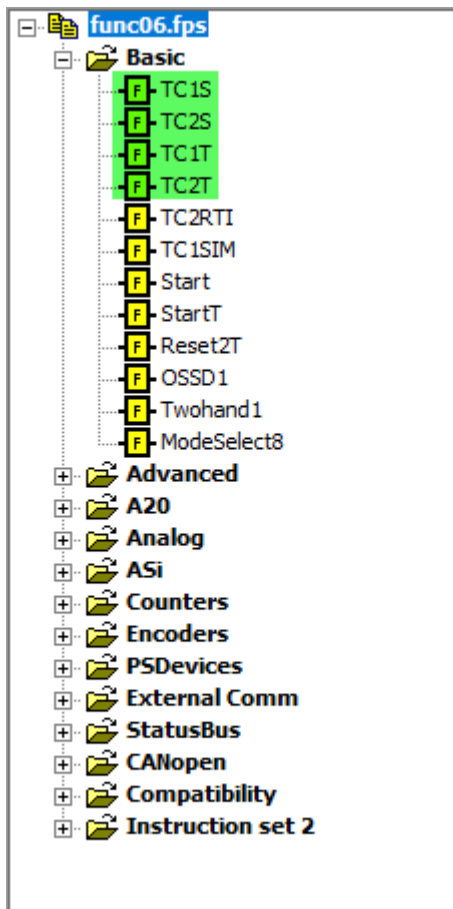 func06.fps
Basic
F TC1S
F TC2S
F TC1T
F TC2T
F TC2RTI
F TC1SIM
F Start
F StartT
F Reset2T
F OSSD1
F Twohand1
F ModeSelect8
Advanced
A20
Analog
ASi
Counters
Encoders
PSDevices
External Comm
StatusBus
CANopen
Compatibility
Instruction set 2